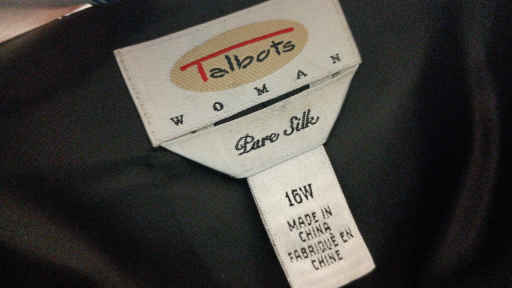 Talbots
WOMAN
Pure Silk
16W
MADE IN
CHINA
FABRIQUÉ EN
CHINE